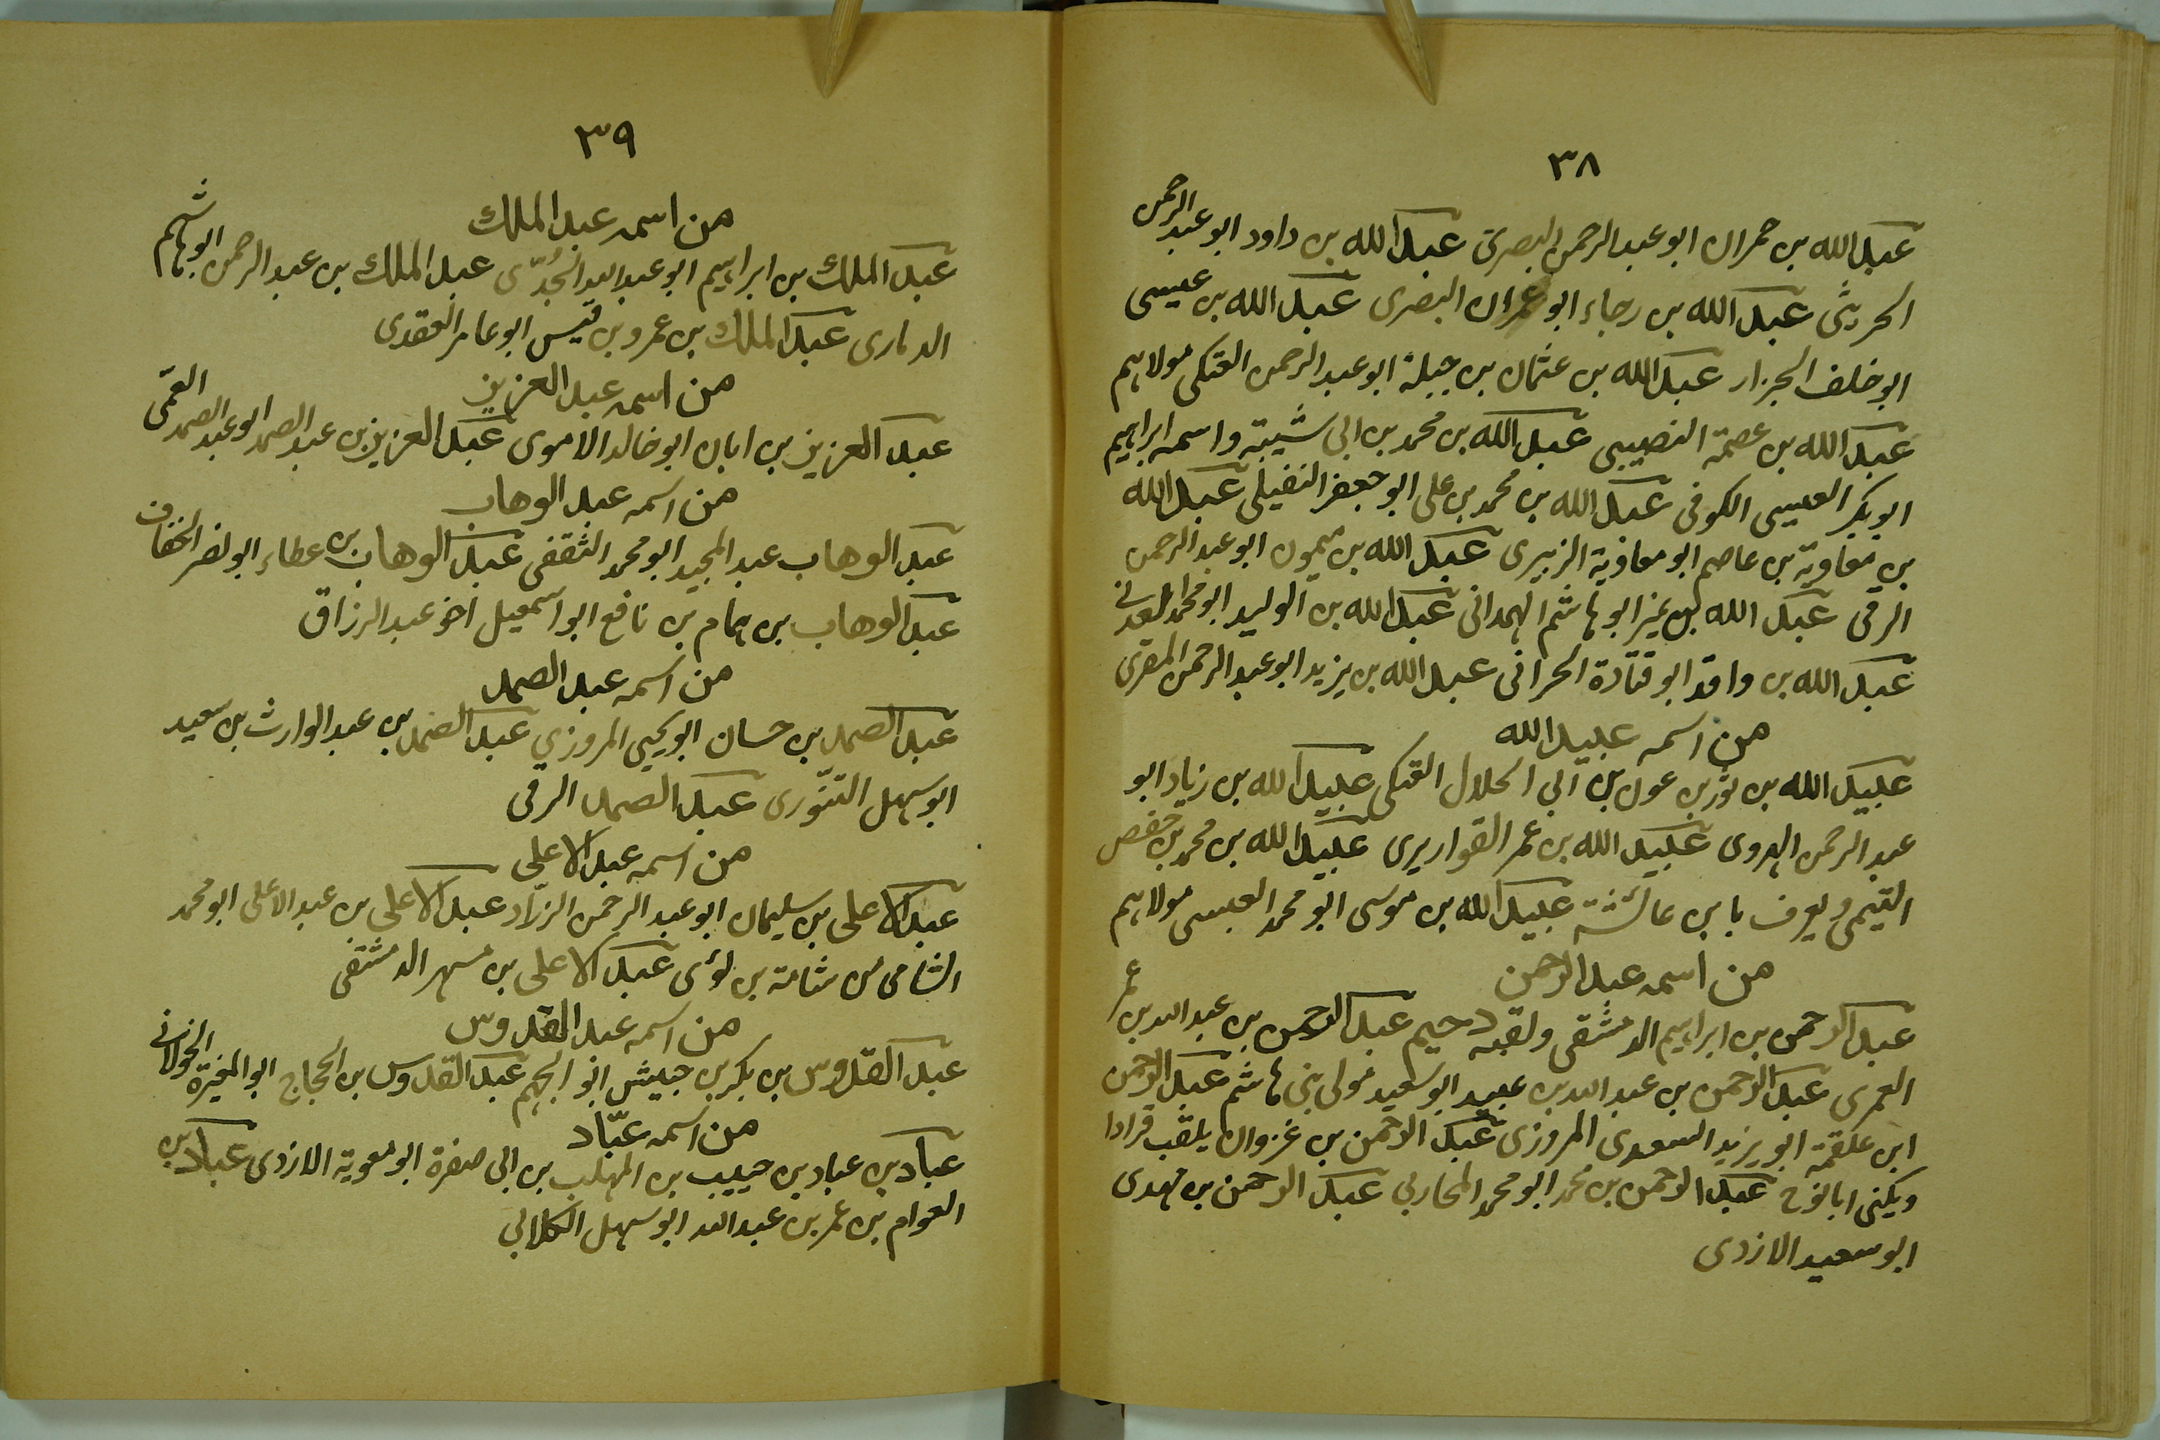 ٣٨
عبد الله بن حمران ابو عبد الرحمن البصرى عبد الله بن داود ابو عبد الرحمن
الحريثى عبد الله بن رجاء ابو عمران البصرى عبد الله بن عيسى
ابو خلف الجزار عبد الله بن عثمان بن جبلة ابو عبد الرحمن العتكى مولاهم
عبد الله بن عصمة النصيبى عبد الله بن محمد بن ابى شيبة واسمه ابراهيم
ابو بكر العبسى الكوفى عبد الله بن محمد بن على ابو جعفر النفيلى عبد الله
بن معاوية بن عاصم ابو معاوية الزبيرى عبد الله بن ميمون ابو عبد الرحمن
الرقى عبد الله بن نمير ابو هاشم الهمدانى عبد الله بن الوليد ابو محمد العدنى
عبد الله بن واقد ابو قتادة الحرانى عبد الله بن يزيد ابو عبد الرحمن المقرى
من اسمه عبيد الله
عبيد الله بن ثور بن عون بن ابى الحلال العتكى عبيد الله بن زياد ابو
عبد الرحمن الهروى عبيد الله بن عمر القواريرى عبيد الله بن محمد بن حفص
التيمى ويعرف بابن عائشة عبيد الله بن موسى ابو محمد العبسى مولاهم
من اسمه عبد الرحمن
عبد الرحمن بن ابراهيم الدمشقى ولقبه دحيم عبد الرحمن بن عبد الله بن عمر
العمرى عبد الرحمن بن عبد الله بن عبيد ابو سعيد مولى بنى هاشم عبد الرحمن
ابن علقمة ابو يزيد السعدى المروزى عبد الرحمن بن غزوان يلقب قرادا
ويكنى ابا نوح عبد الرحمن بن محمد ابو محمد المحاربى عبد الرحمن بن مهدى
ابو سعيد الازدى
٣٩
من اسمه عبد الملك
عبد الملك بن ابراهيم ابو عبد الله الجُدّى عبد الملك بن عبد الرحمن ابو هاشم
الدمارى عبد الملك بن عمرو بن قيس ابو عامر العقدى
من اسمه عبد العزيز
عبد العزيز بن ابان ابو خالد الاموى عبد العزيز بن عبد الصمد ابو عبد الصمد العمّى
من اسمه عبد الوهاب
عبد الوهاب عبد المجيد ابو محمد الثقفى عبد الوهاب بن عطاء ابو نصر الخفاف
عبد الوهاب بن همام بن نافع ابو اسمعيل اخو عبد الرزاق
من اسمه عبد الصمد
عبد الصمد بن حسان ابو يحيى المروزي عبد الصمد بن عبد الوارث بن سعيد
ابو سهل التنّورى عبد الصمد الرقى
من اسمه عبد الاعلى
عبد الاعلى بن سليمان ابو عبد الرحمن الزرّاد عبد الاعلى بن عبد الاعلى ابو محمد
الشامى من شامة بن لؤى عبد الاعلى بن مسهر الدمشقى
من اسمه عبد القدوس
عبد القدوس بن بكر بن حبيش ابو الجهم عبد القدوس بن الحجاج ابو المغيرة الخولانى
من اسمه عبّاد
عباد بن عباد بن حبيب بن المهلب بن ابى صفرة ابو معوية الازدى عباد بن
العوام بن عمر بن عبد الله ابو سهل الكلابى